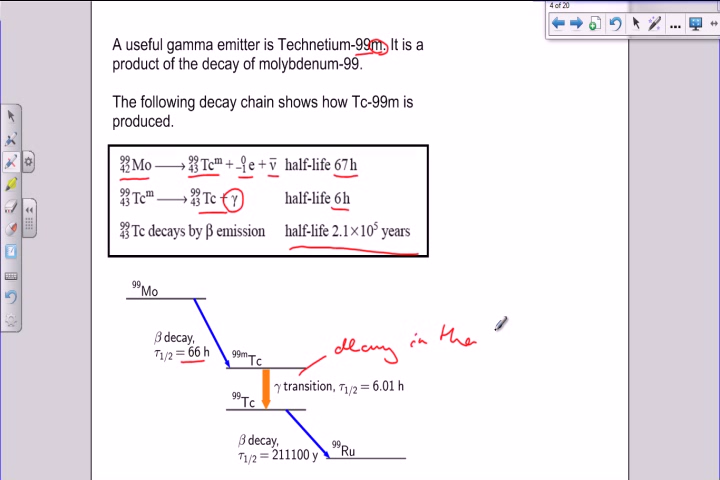 4 of 20
A useful gamma emitter is Technetium-99m. It is a
product of the decay of molybdenum-99.
The following decay chain shows how Tc-99m is
produced.
⁹⁹₄₂Mo ⟶ ⁹⁹₄₃Tcᵐ + ⁰₋₁e + ν̅ half-life 67h
⁹⁹₄₃Tcᵐ ⟶ ⁹⁹₄₃Tc + γ half-life 6h
⁹⁹₄₃Tc decays by β emission half-life 2.1×10⁵ years
⁹⁹Mo
β decay,
τ₁/₂ = 66 h
⁹⁹ᵐTc
decay in the
γ transition, τ₁/₂ = 6.01 h
⁹⁹Tc
β decay,
τ₁/₂ = 211100 y
⁹⁹Ru